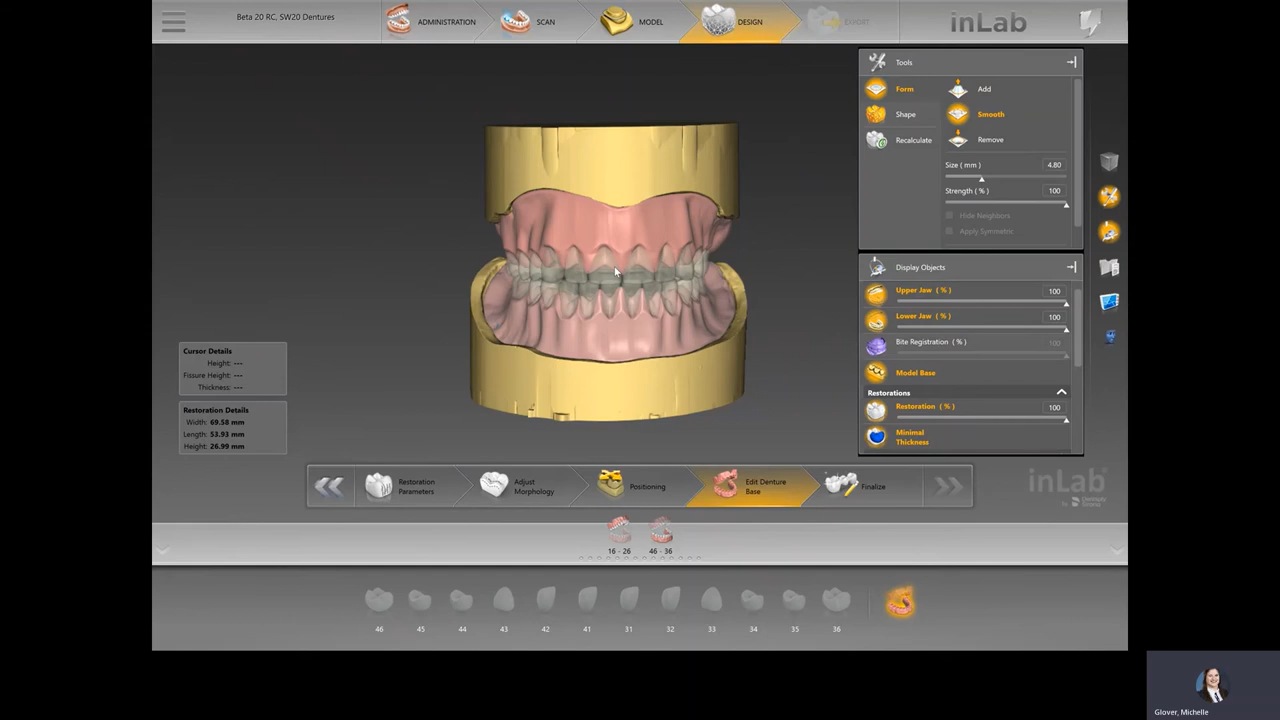 Beta 20 RC, SW20 Dentures
ADMINISTRATION
SCAN
MODEL
DESIGN
EXPORT
inLab
Tools
Form
Add
Shape
Smooth
Recalculate
Remove
Size ( mm )
4.80
Strength ( % )
100
Hide Neighbors
Apply Symmetric
Display Objects
Upper Jaw ( % )
100
Lower Jaw ( % )
100
Bite Registration ( % )
100
Model Base
Restorations
Restoration ( % )
100
Minimal
Thickness
Cursor Details
Height: ---
Fissure Height: ---
Thickness: ---
Restoration Details
Width: 69.58 mm
Length: 53.93 mm
Height: 26.99 mm
Restoration
Parameters
Adjust
Morphology
Positioning
Edit Denture
Base
Finalize
inLab
by Dentsply
Sirona
16 - 26
46 - 36
46
45
44
43
42
41
31
32
33
34
35
36
Glover, Michelle